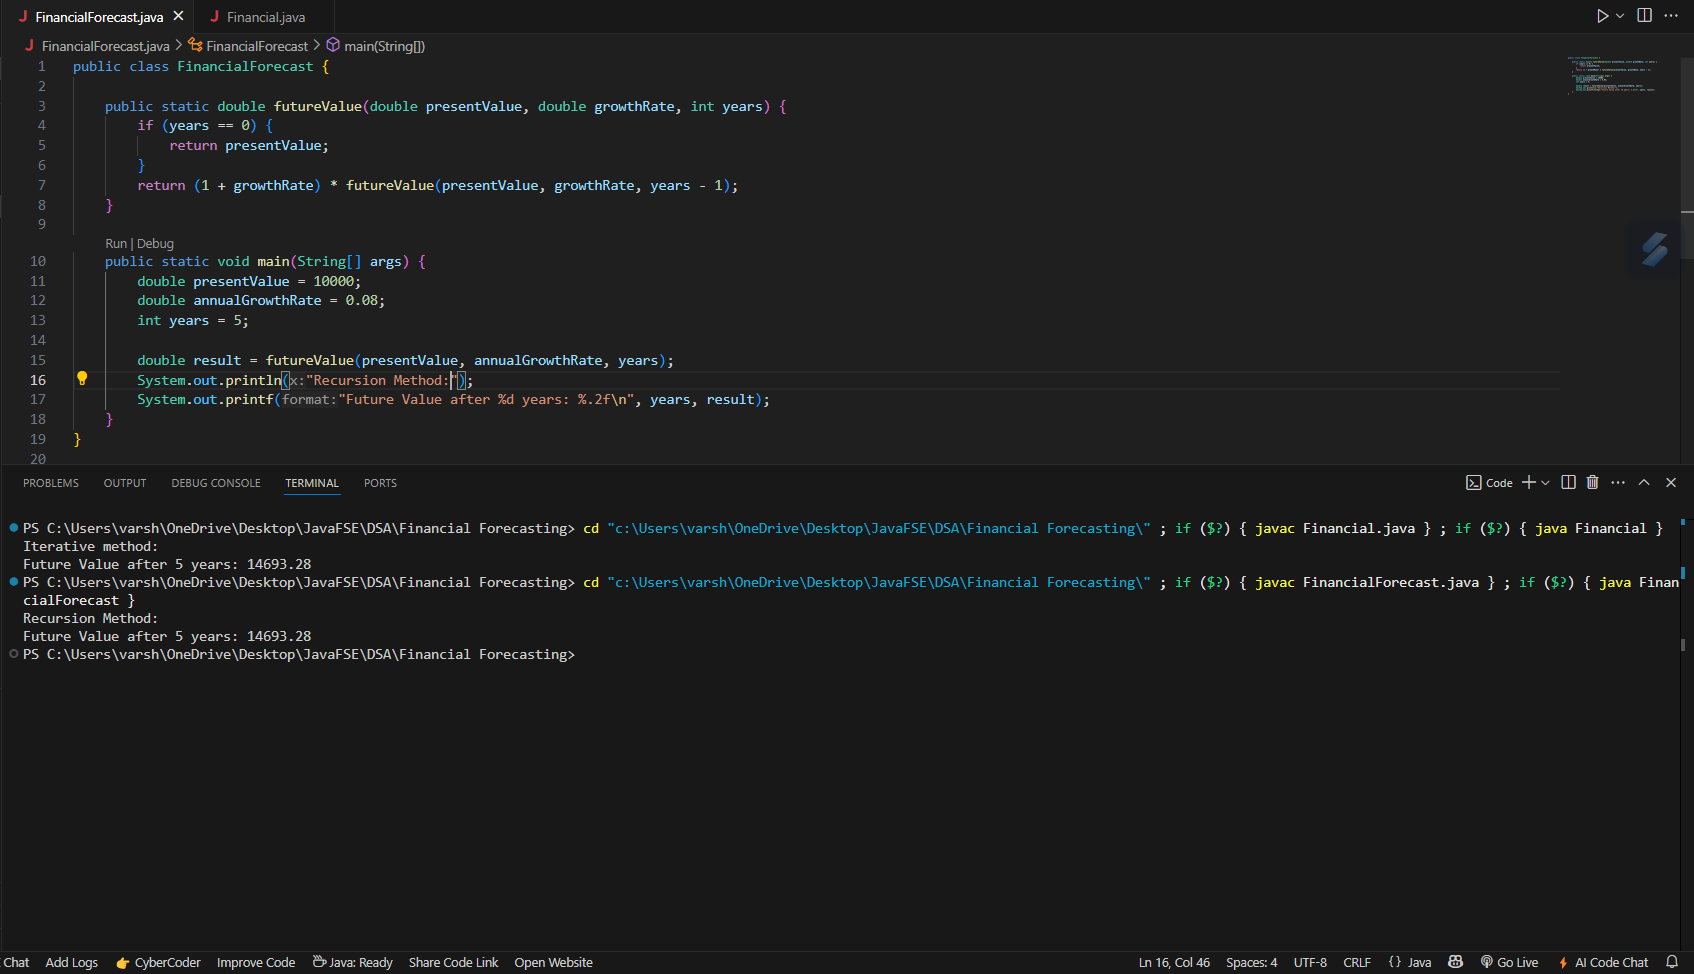 FinancialForecast.java
Financial.java
FinancialForecast.java > FinancialForecast > main(String[])
1 public class FinancialForecast {
2
3 public static double futureValue(double presentValue, double growthRate, int years) {
4 if (years == 0) {
5 return presentValue;
6 }
7 return (1 + growthRate) * futureValue(presentValue, growthRate, years - 1);
8 }
9
Run | Debug
10 public static void main(String[] args) {
11 double presentValue = 10000;
12 double annualGrowthRate = 0.08;
13 int years = 5;
14
15 double result = futureValue(presentValue, annualGrowthRate, years);
16 System.out.println(x:"Recursion Method:");
17 System.out.printf(format:"Future Value after %d years: %.2f\n", years, result);
18 }
19 }
20
PROBLEMS OUTPUT DEBUG CONSOLE TERMINAL PORTS
Code
PS C:\Users\varsh\OneDrive\Desktop\JavaFSE\DSA\Financial Forecasting> cd "c:\Users\varsh\OneDrive\Desktop\JavaFSE\DSA\Financial Forecasting\" ; if ($?) { javac Financial.java } ; if ($?) { java Financial }
Iterative method:
Future Value after 5 years: 14693.28
PS C:\Users\varsh\OneDrive\Desktop\JavaFSE\DSA\Financial Forecasting> cd "c:\Users\varsh\OneDrive\Desktop\JavaFSE\DSA\Financial Forecasting\" ; if ($?) { javac FinancialForecast.java } ; if ($?) { java Finan
cialForecast }
Recursion Method:
Future Value after 5 years: 14693.28
PS C:\Users\varsh\OneDrive\Desktop\JavaFSE\DSA\Financial Forecasting>
Chat Add Logs CyberCoder Improve Code Java: Ready Share Code Link Open Website Ln 16, Col 46 Spaces: 4 UTF-8 CRLF {} Java Go Live AI Code Chat